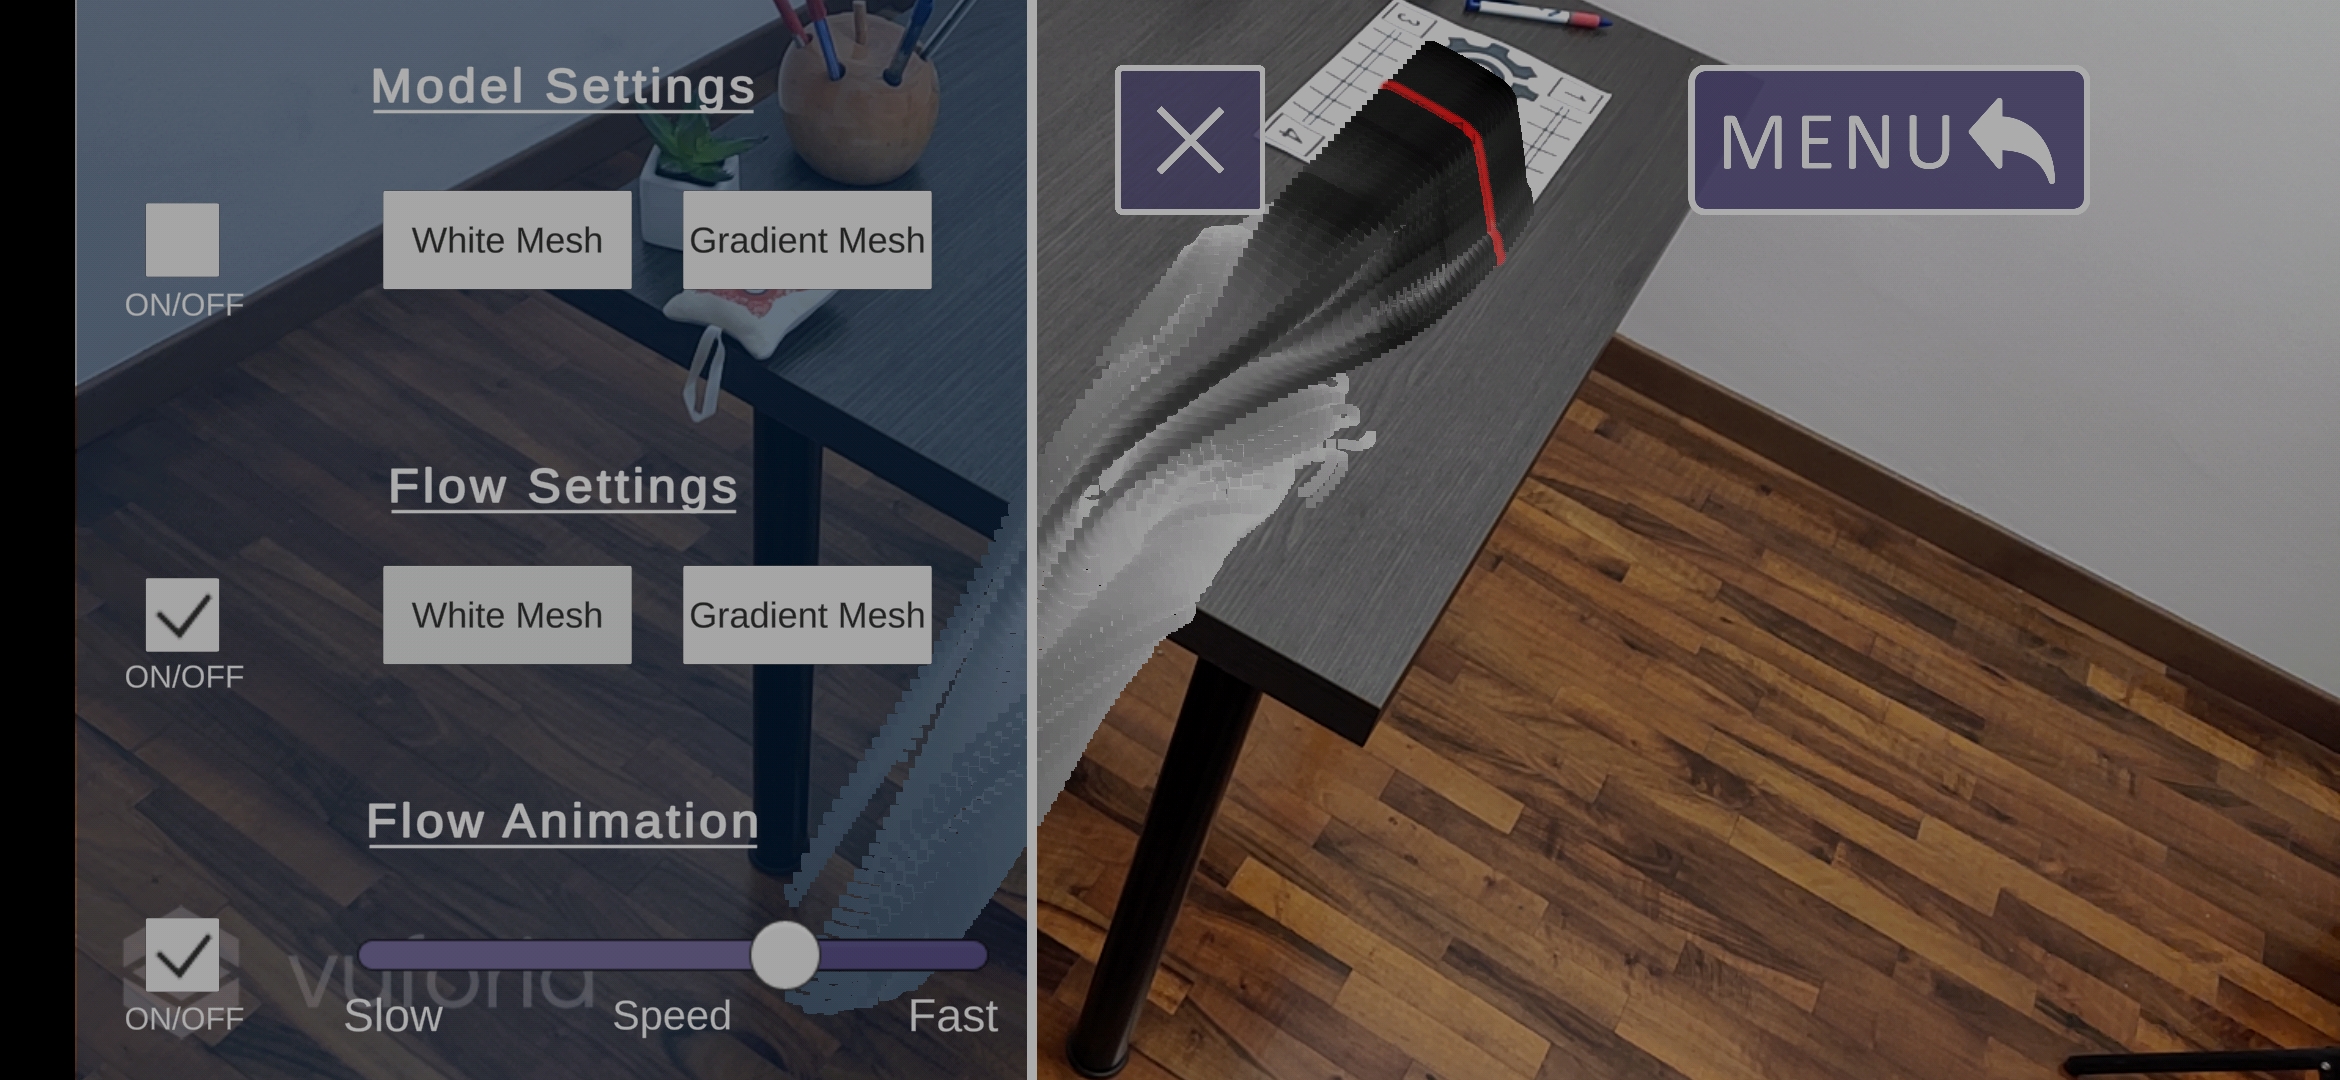 Model Settings
White Mesh
Gradient Mesh
ON/OFF
Flow Settings
White Mesh
Gradient Mesh
ON/OFF
Flow Animation
vuforia
ON/OFF
Slow
Speed
Fast
3
1
4
MENU